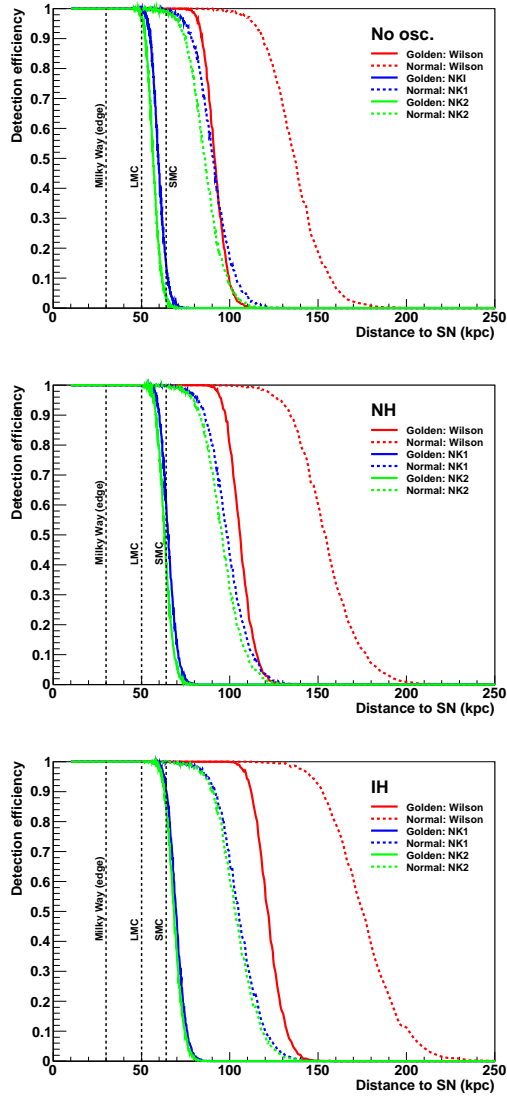 Detection efficiency
1
0.9
0.8
0.7
0.6
0.5
0.4
0.3
0.2
0.1
0
No osc.
Golden: Wilson
Normal: Wilson
Golden: NKI
Normal: NK1
Golden: NK2
Normal: NK2
Milky Way (edge)
LMC
SMC
0 50 100 150 200 250
Distance to SN (kpc)
Detection efficiency
1
0.9
0.8
0.7
0.6
0.5
0.4
0.3
0.2
0.1
0
NH
Golden: Wilson
Normal: Wilson
Golden: NK1
Normal: NK1
Golden: NK2
Normal: NK2
Milky Way (edge)
LMC
SMC
0 50 100 150 200 250
Distance to SN (kpc)
Detection efficiency
1
0.9
0.8
0.7
0.6
0.5
0.4
0.3
0.2
0.1
0
IH
Golden: Wilson
Normal: Wilson
Golden: NK1
Normal: NK1
Golden: NK2
Normal: NK2
Milky Way (edge)
LMC
SMC
0 50 100 150 200 250
Distance to SN (kpc)